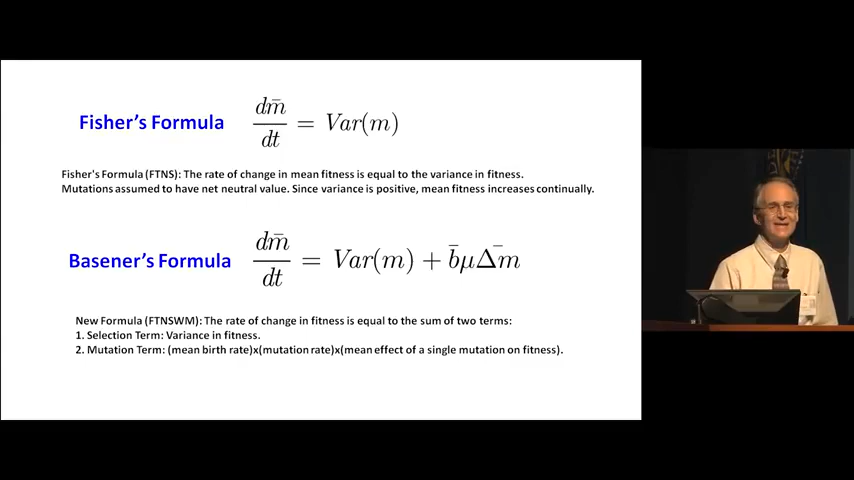 Fisher's Formula
dm̄/dt = Var(m)
Fisher's Formula (FTNS): The rate of change in mean fitness is equal to the variance in fitness.
Mutations assumed to have net neutral value. Since variance is positive, mean fitness increases continually.
Basener's Formula
dm̄/dt = Var(m) + b̄μΔ̄m
New Formula (FTNSWM): The rate of change in fitness is equal to the sum of two terms:
1. Selection Term: Variance in fitness.
2. Mutation Term: (mean birth rate)x(mutation rate)x(mean effect of a single mutation on fitness).